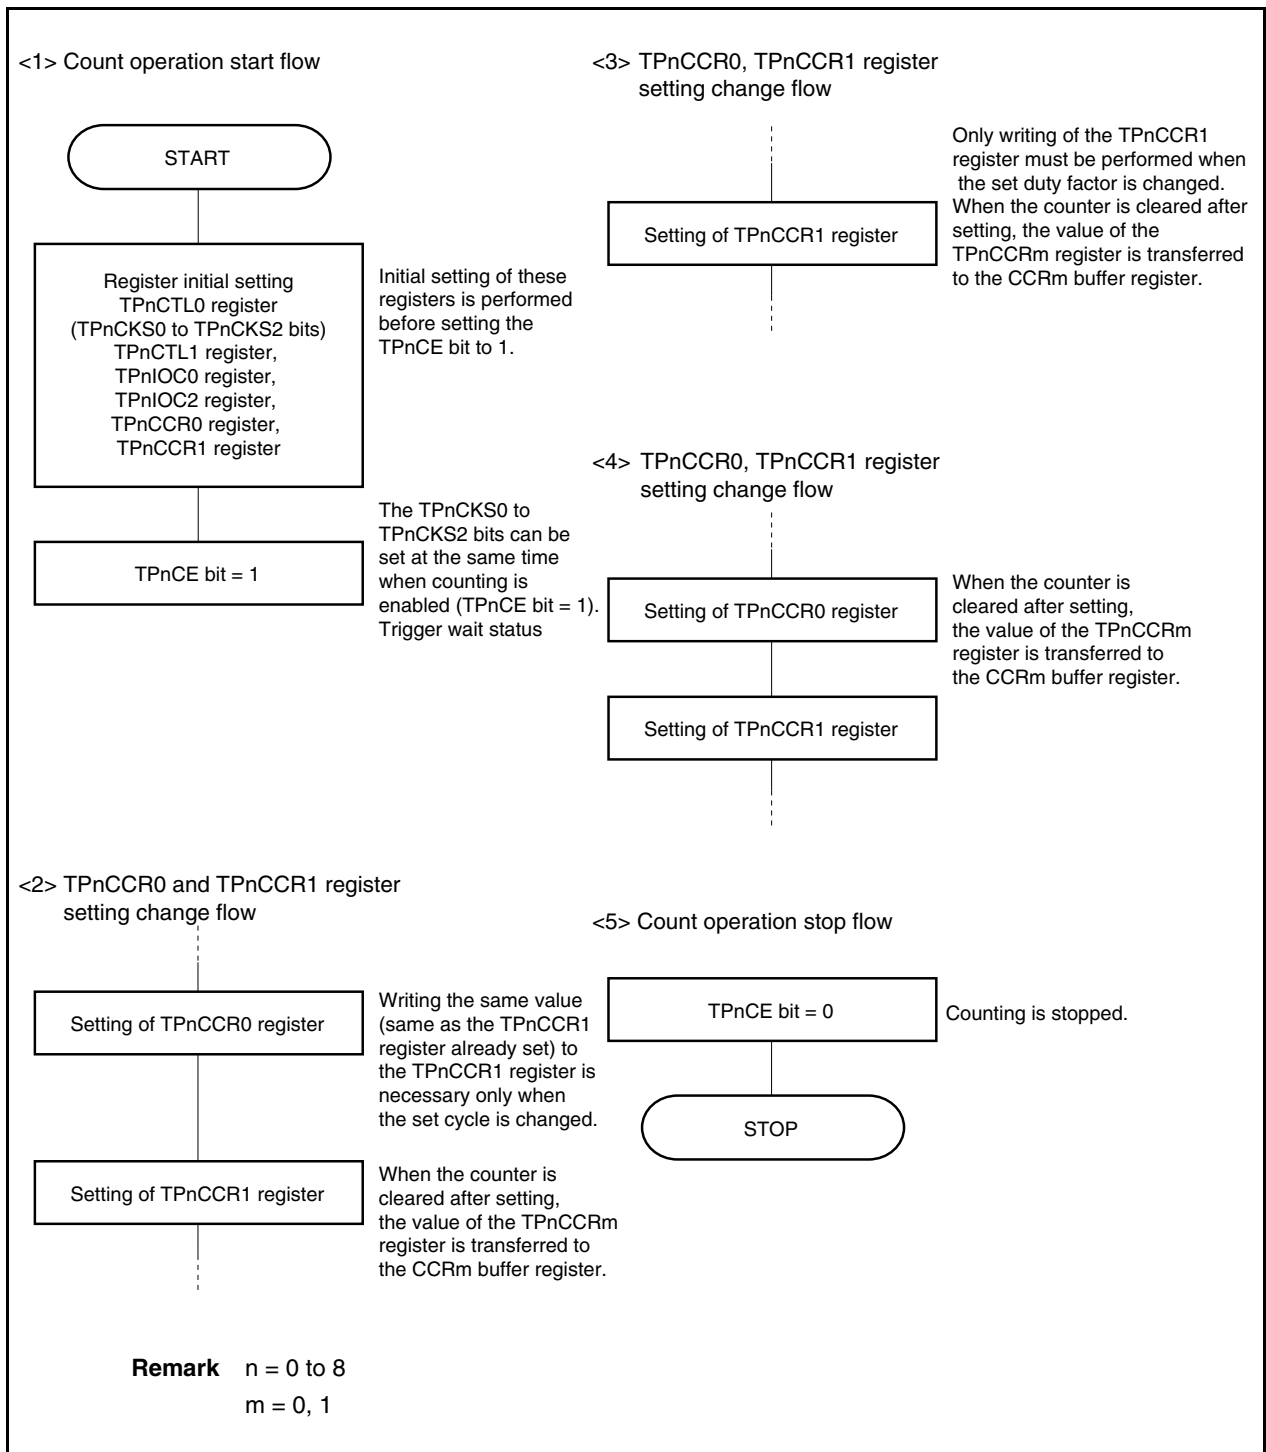 <1> Count operation start flow
START
Register initial setting
TPnCTL0 register
(TPnCKS0 to TPnCKS2 bits)
TPnCTL1 register,
TPnIOC0 register,
TPnIOC2 register,
TPnCCR0 register,
TPnCCR1 register
Initial setting of these
registers is performed
before setting the
TPnCE bit to 1.
TPnCE bit = 1
The TPnCKS0 to
TPnCKS2 bits can be
set at the same time
when counting is
enabled (TPnCE bit = 1).
Trigger wait status
<2> TPnCCR0 and TPnCCR1 register
setting change flow
Setting of TPnCCR0 register
Writing the same value
(same as the TPnCCR1
register already set) to
the TPnCCR1 register is
necessary only when
the set cycle is changed.
Setting of TPnCCR1 register
When the counter is
cleared after setting,
the value of the TPnCCRm
register is transferred to
the CCRm buffer register.
<3> TPnCCR0, TPnCCR1 register
setting change flow
Setting of TPnCCR1 register
Only writing of the TPnCCR1
register must be performed when
the set duty factor is changed.
When the counter is cleared after
setting, the value of the
TPnCCRm register is transferred
to the CCRm buffer register.
<4> TPnCCR0, TPnCCR1 register
setting change flow
Setting of TPnCCR0 register
When the counter is
cleared after setting,
the value of the TPnCCRm
register is transferred to
the CCRm buffer register.
Setting of TPnCCR1 register
<5> Count operation stop flow
TPnCE bit = 0
Counting is stopped.
STOP
Remark n = 0 to 8
m = 0, 1